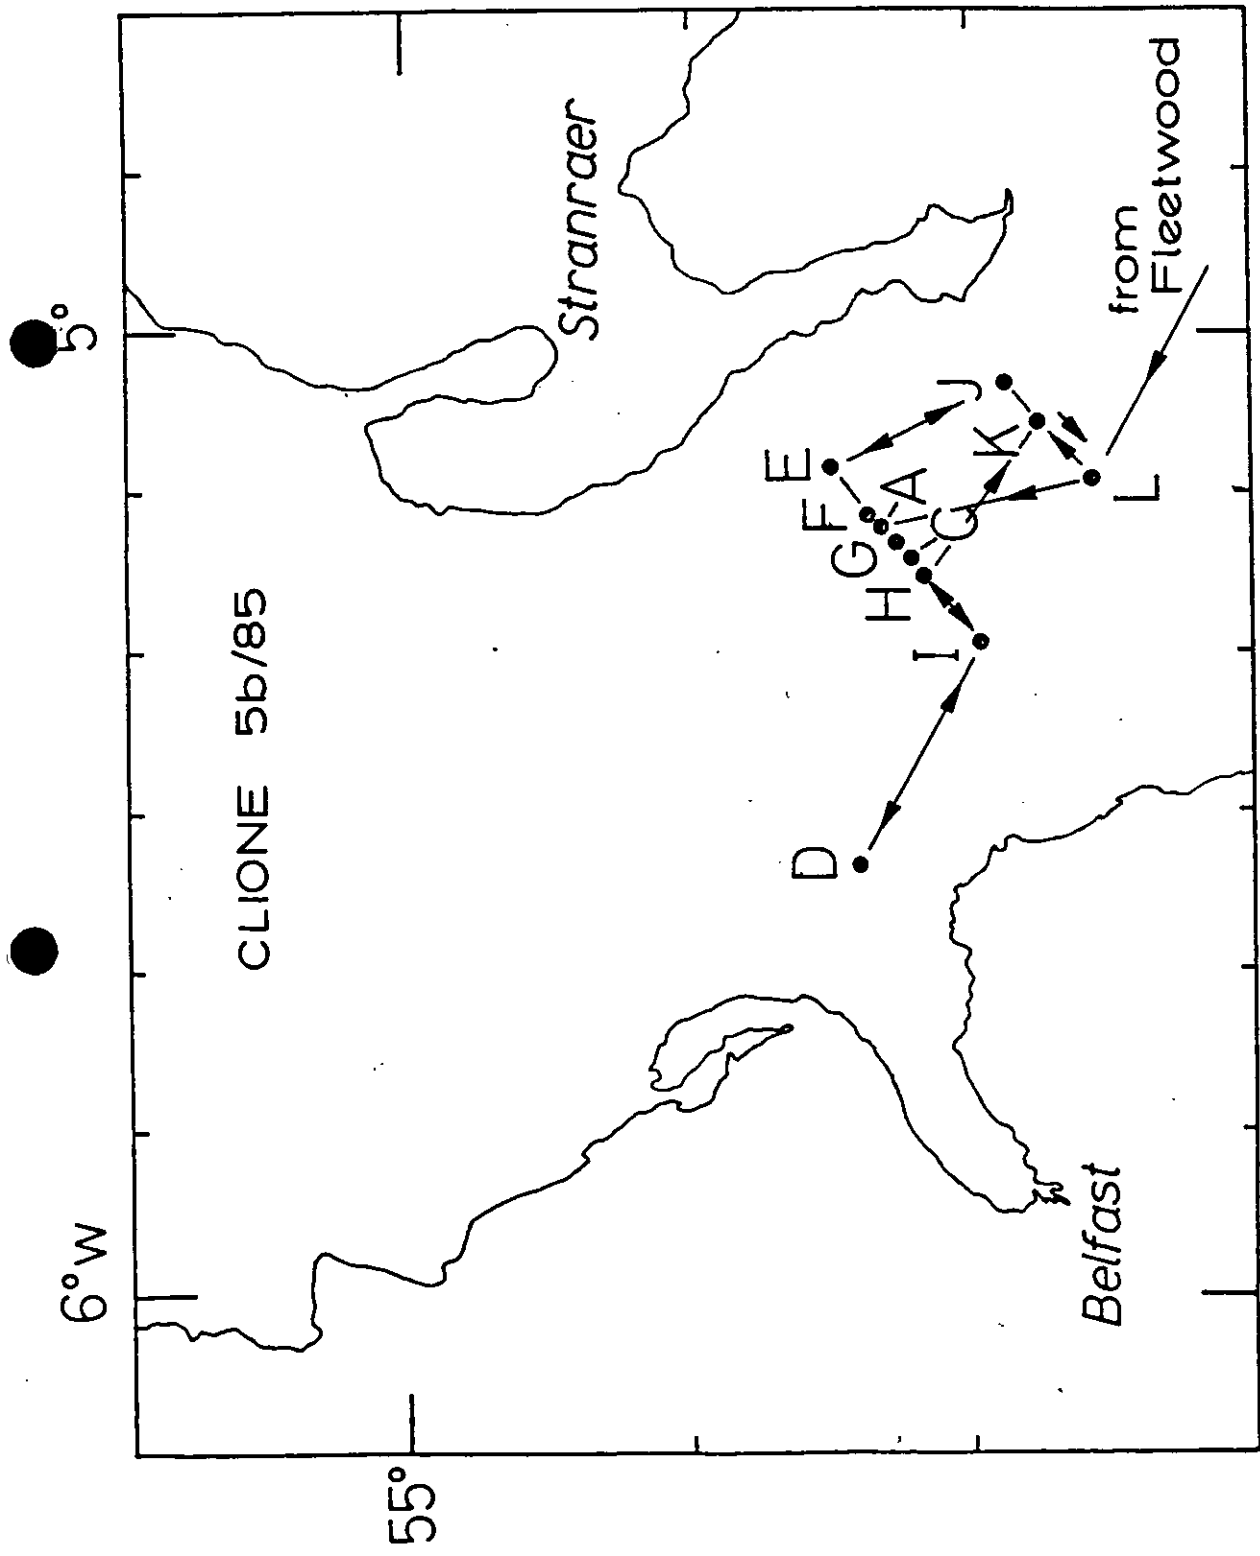 6°W
5°
55°
CLIONE 5b/85
Stranraer
Belfast
D
I
H
G
F
E
A
C
J
K
L
from
Fleetwood